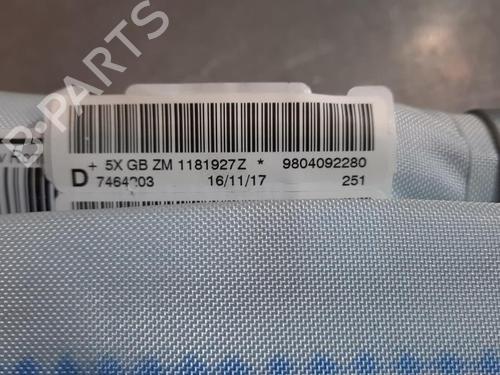 B-PARTS
D + 5X GB ZM 1181927Z * 9804092280
7464203 16/11/17 251